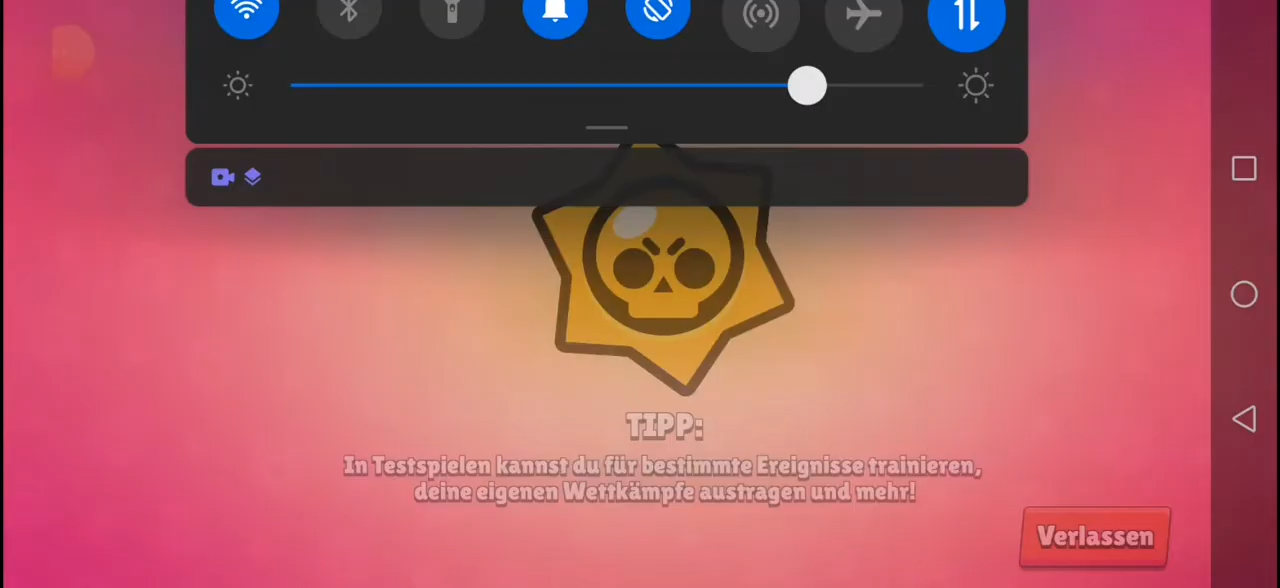 TIPP:
In Testspielen kannst du für bestimmte Ereignisse trainieren,
deine eigenen Wettkämpfe austragen und mehr!
Verlassen